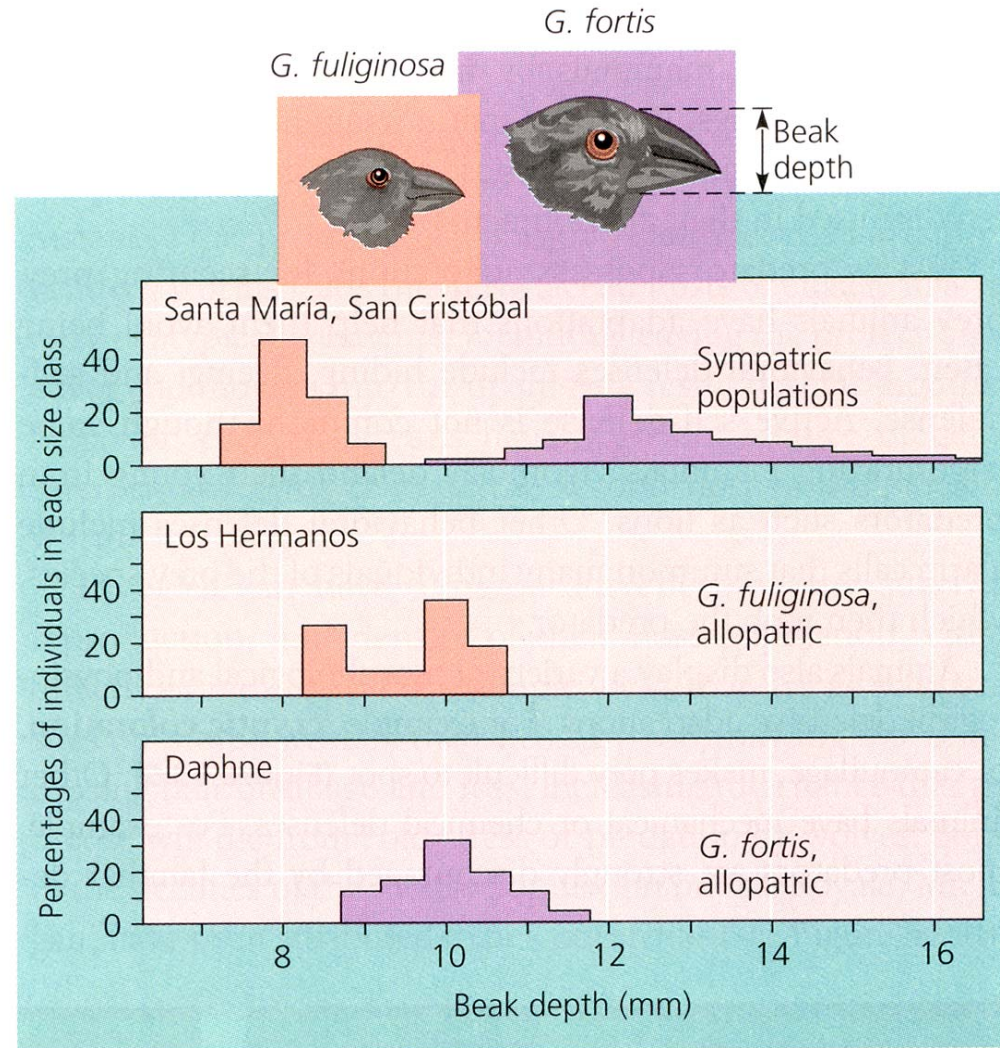 G. fortis
G. fuliginosa
Beak
depth
Percentages of individuals in each size class
Santa María, San Cristóbal
Sympatric
populations
40
20
0
Los Hermanos
G. fuliginosa,
allopatric
40
20
0
Daphne
G. fortis,
allopatric
40
20
0
8 10 12 14 16
Beak depth (mm)